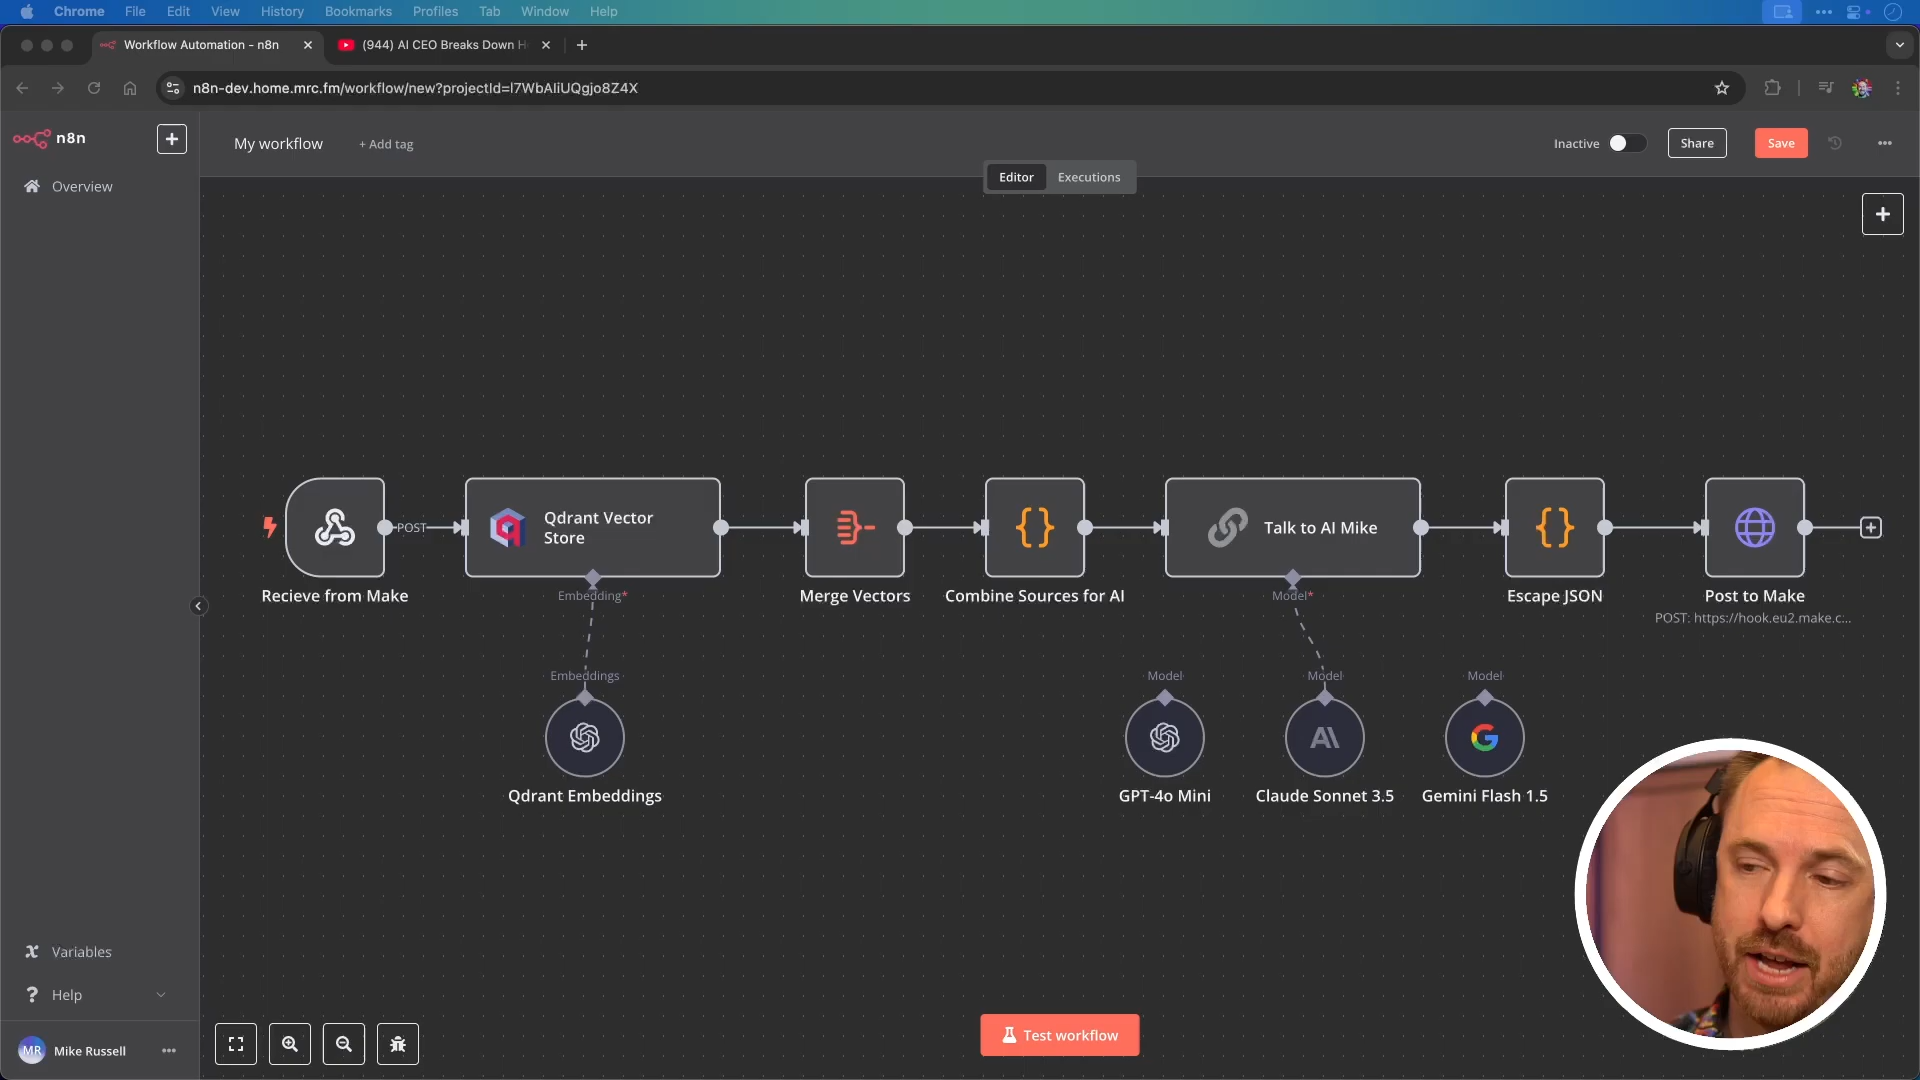 Chrome File Edit View History Bookmarks Profiles Tab Window Help
Workflow Automation - n8n
(944) AI CEO Breaks Down H
n8n-dev.home.mrc.fm/workflow/new?projectId=l7WbAIiUQgjo8Z4X
n8n
My workflow
+ Add tag
Inactive
Share
Save
Editor
Executions
Overview
POST
Qdrant Vector
Store
Talk to AI Mike
Recieve from Make
Embedding*
Merge Vectors
Combine Sources for AI
Model*
Escape JSON
Post to Make
POST: https://hook.eu2.make.c...
Embeddings
Model
Model
Model
Qdrant Embeddings
GPT-4o Mini
Claude Sonnet 3.5
Gemini Flash 1.5
Variables
Help
Test workflow
MR
Mike Russell